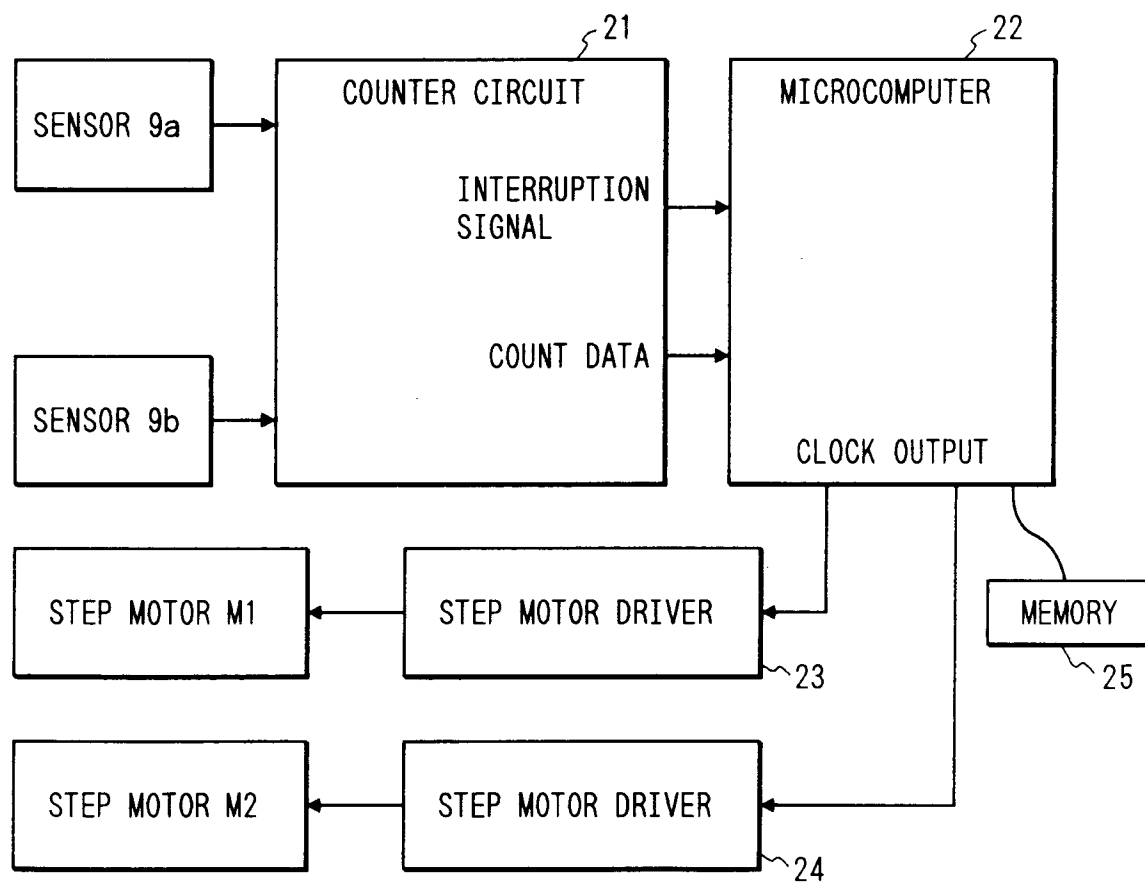 21
22
SENSOR 9a
COUNTER CIRCUIT
MICROCOMPUTER
INTERRUPTION
SIGNAL
COUNT DATA
SENSOR 9b
CLOCK OUTPUT
STEP MOTOR M1
STEP MOTOR DRIVER
23
MEMORY
25
STEP MOTOR M2
STEP MOTOR DRIVER
24